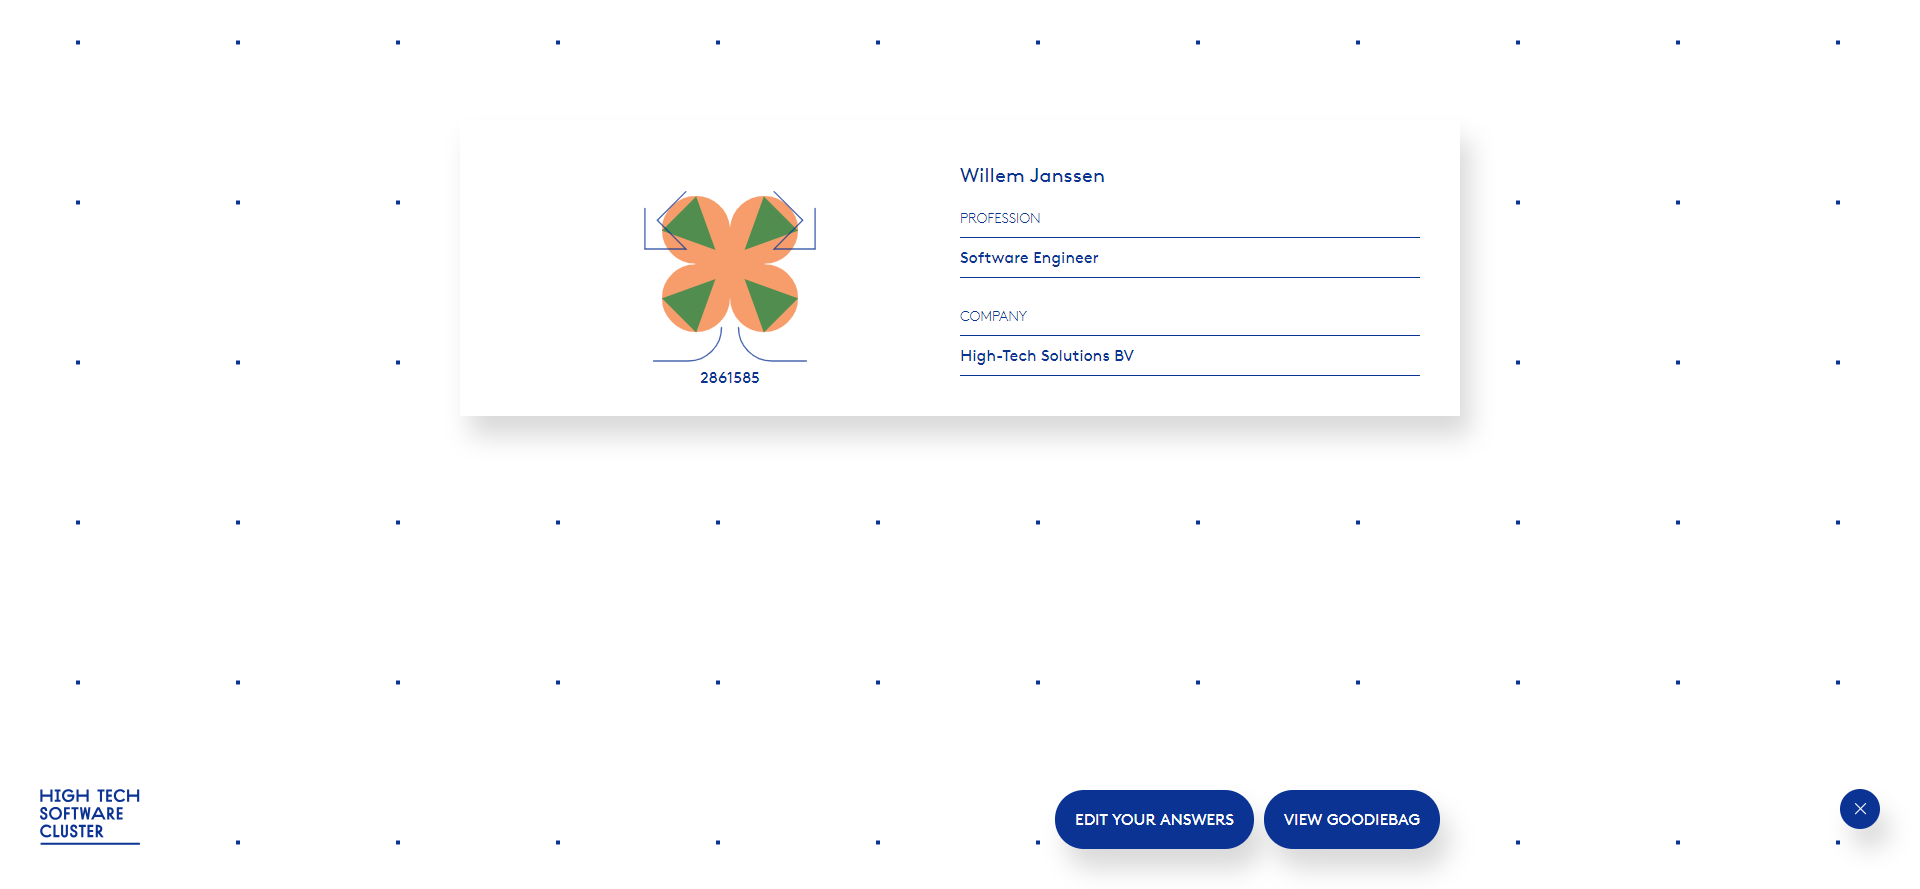 Willem Janssen
PROFESSION
Software Engineer
COMPANY
High-Tech Solutions BV
2861585
HIGH TECH
SOFTWARE
CLUSTER
EDIT YOUR ANSWERS
VIEW GOODIEBAG